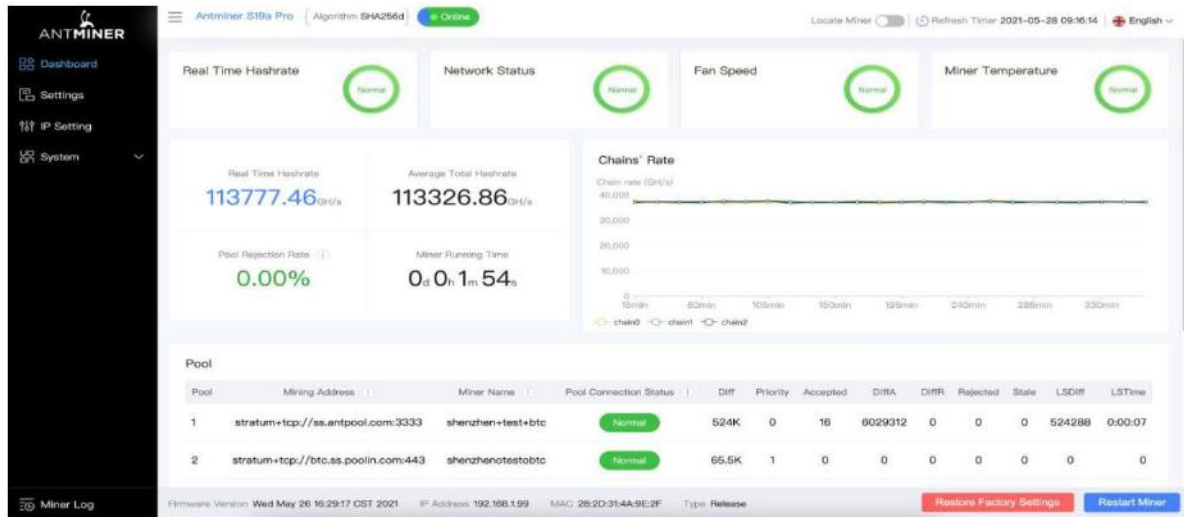 ANTMINER
Antminer S19a Pro Algorithm SHA256d Online Locate Miner Refresh Timer 2021-05-28 09:16:14 English
Dashboard
Settings
IP Setting
System
Miner Log
Real Time Hashrate Normal
Network Status Normal
Fan Speed Normal
Miner Temperature Normal
Real Time Hashrate
113777.46GH/s
Average Total Hashrate
113326.86GH/s
Pool Rejection Rate
0.00%
Miner Running Time
0d 0h 1m 54s
Chains` Rate
Chain rate (GH/s)
40,000
30,000
20,000
10,000
0
15min 60min 105min 150min 195min 240min 285min 330min
chain0 chain1 chain2
Pool
Pool Mining Address Miner Name Pool Connection Status Diff Priority Accepted DiffA DiffR Rejected Stale LSDiff LSTime
1 stratum+tcp://ss.antpool.com:3333 shenzhen+test+btc Normal 524K 0 16 6029312 0 0 0 524288 0:00:07
2 stratum+tcp://btc.ss.poolin.com:443 shenzhenotestobtc Normal 65.5K 1 0 0 0 0 0 0 0
Firmware Version Wed May 26 16:29:17 CST 2021 IP Address 192.168.1.99 MAC 28:2D:31:4A:9E:2F Type Release Restore Factory Settings Restart Miner